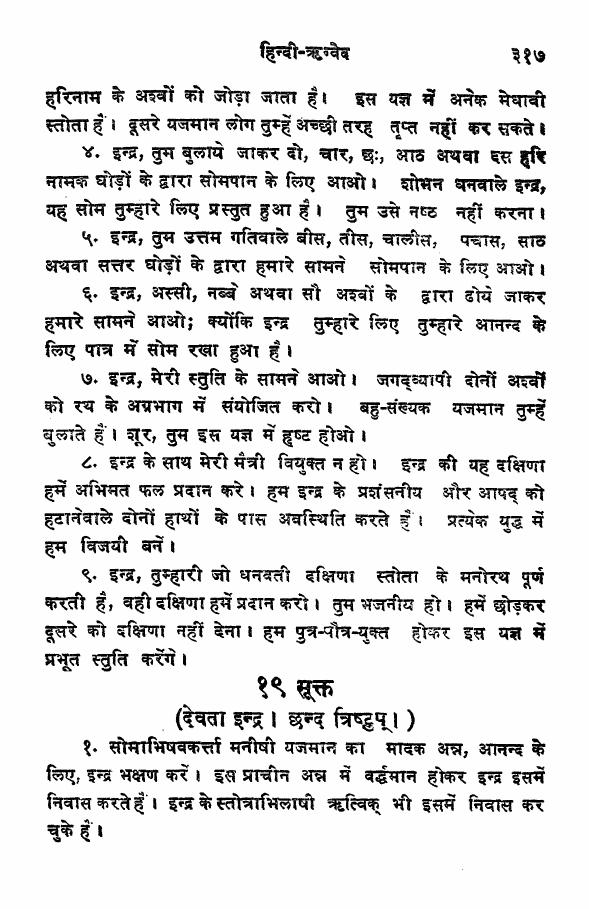 हिन्दी-ऋग्वेद ३१७
हरिनाम के अश्वों को जोड़ा जाता है। इस यज्ञ में अनेक मेधावी
स्तोता हैं। दूसरे यजमान लोग तुम्हें अच्छी तरह तृप्त नहीं कर सकते।
४. इन्द्र, तुम बुलाये जाकर दो, चार, छः, आठ अथवा दस हरि
नामक घोड़ों के द्वारा सोमपान के लिए आओ। शोभन धनवाले इन्द्र,
यह सोम तुम्हारे लिए प्रस्तुत हुआ है। तुम उसे नष्ट नहीं करना।
५. इन्द्र, तुम उत्तम गतिवाले बीस, तीस, चालीस, पचास, साठ
अथवा सत्तर घोड़ों के द्वारा हमारे सामने सोमपान के लिए आओ।
६. इन्द्र, अस्सी, नब्बे अथवा सौ अश्वों के द्वारा ढोये जाकर
हमारे सामने आओ; क्योंकि इन्द्र तुम्हारे लिए तुम्हारे आनन्द के
लिए पात्र में सोम रखा हुआ है।
७. इन्द्र, मेरी स्तुति के सामने आओ। जगद्व्यापी दोनों अश्वों
को रथ के अग्रभाग में संयोजित करो। बहु-संख्यक यजमान तुम्हें
बुलाते हैं। शूर, तुम इस यज्ञ में हृष्ट होओ।
८. इन्द्र के साथ मेरी मैत्री वियुक्त न हो। इन्द्र की यह दक्षिणा
हमें अभिमत फल प्रदान करे। हम इन्द्र के प्रशंसनीय और आपद् को
हटानेवाले दोनों हाथों के पास अवस्थिति करते हैं। प्रत्येक युद्ध में
हम विजयी बनें।
९. इन्द्र, तुम्हारी जो धनवती दक्षिणा स्तोता के मनोरथ पूर्ण
करती है, वही दक्षिणा हमें प्रदान करो। तुम भजनीय हो। हमें छोड़कर
दूसरे को दक्षिणा नहीं देना। हम पुत्र-पौत्र-युक्त होकर इस यज्ञ में
प्रभूत स्तुति करेंगे।
१९ सूक्त
(देवता इन्द्र। छन्द त्रिष्टुप्।)
१. सोमाभिषवकर्त्ता मनीषी यजमान का मादक अन्न, आनन्द के
लिए, इन्द्र भक्षण करें। इस प्राचीन अन्न में वर्द्धमान होकर इन्द्र इसमें
निवास करते हैं। इन्द्र के स्तोत्राभिलाषी ऋत्विक् भी इसमें निवास कर
चुके हैं।